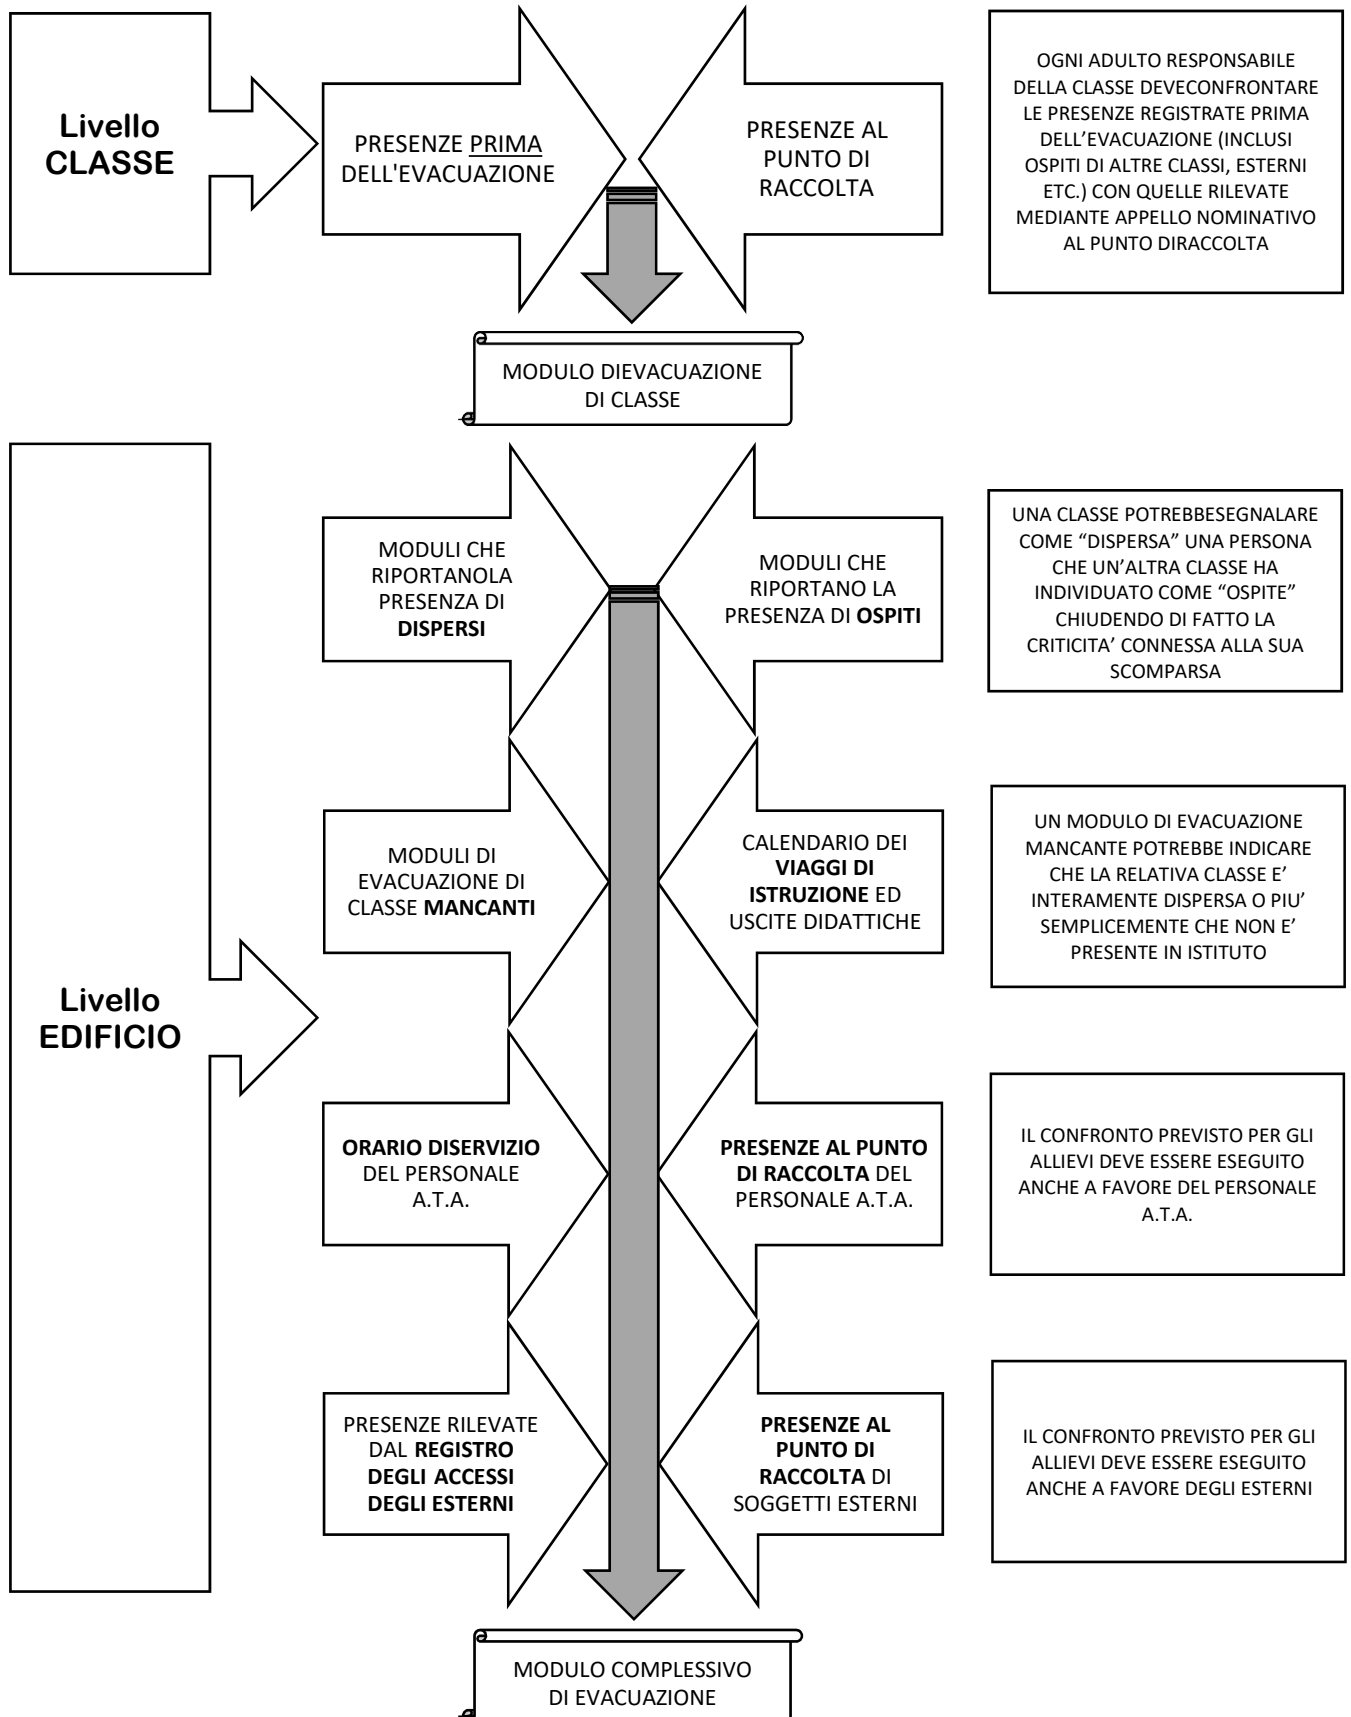 Livello
CLASSE
PRESENZE PRIMA
DELL'EVACUAZIONE
PRESENZE AL
PUNTO DI
RACCOLTA
OGNI ADULTO RESPONSABILE
DELLA CLASSE DEVECONFRONTARE
LE PRESENZE REGISTRATE PRIMA
DELL’EVACUAZIONE (INCLUSI
OSPITI DI ALTRE CLASSI, ESTERNI
ETC.) CON QUELLE RILEVATE
MEDIANTE APPELLO NOMINATIVO
AL PUNTO DIRACCOLTA
MODULO DIEVACUAZIONE
DI CLASSE
Livello
EDIFICIO
MODULI CHE
RIPORTANOLA
PRESENZA DI
DISPERSI
MODULI CHE
RIPORTANO LA
PRESENZA DI OSPITI
UNA CLASSE POTREBBESEGNALARE
COME “DISPERSA” UNA PERSONA
CHE UN’ALTRA CLASSE HA
INDIVIDUATO COME “OSPITE”
CHIUDENDO DI FATTO LA
CRITICITA’ CONNESSA ALLA SUA
SCOMPARSA
MODULI DI
EVACUAZIONE DI
CLASSE MANCANTI
CALENDARIO DEI
VIAGGI DI
ISTRUZIONE ED
USCITE DIDATTICHE
UN MODULO DI EVACUAZIONE
MANCANTE POTREBBE INDICARE
CHE LA RELATIVA CLASSE E’
INTERAMENTE DISPERSA O PIU’
SEMPLICEMENTE CHE NON E’
PRESENTE IN ISTITUTO
ORARIO DISERVIZIO
DEL PERSONALE
A.T.A.
PRESENZE AL PUNTO
DI RACCOLTA DEL
PERSONALE A.T.A.
IL CONFRONTO PREVISTO PER GLI
ALLIEVI DEVE ESSERE ESEGUITO
ANCHE A FAVORE DEL PERSONALE
A.T.A.
PRESENZE RILEVATE
DAL REGISTRO
DEGLI ACCESSI
DEGLI ESTERNI
PRESENZE AL
PUNTO DI
RACCOLTA DI
SOGGETTI ESTERNI
IL CONFRONTO PREVISTO PER GLI
ALLIEVI DEVE ESSERE ESEGUITO
ANCHE A FAVORE DEGLI ESTERNI
MODULO COMPLESSIVO
DI EVACUAZIONE